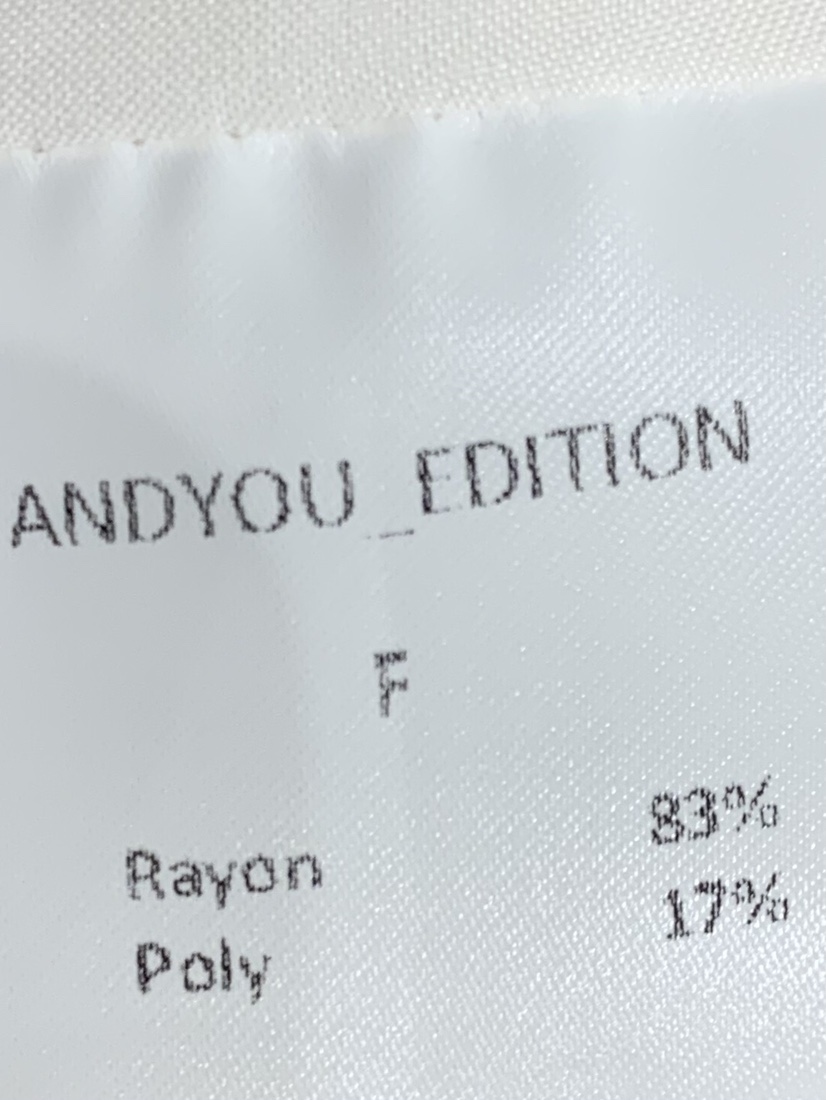 ANDYOU_EDITION
F
Rayon 83%
Poly 17%